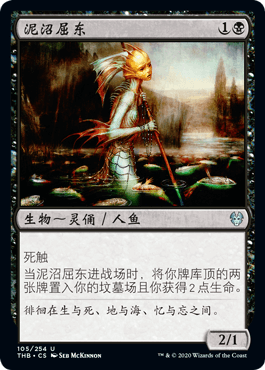 泥沼屈东 1
生物～灵俑／人鱼
死触
当泥沼屈东进战场时，将你牌库顶的两
张牌置入你的坟墓场且你获得2点生命。
徘徊在生与死、地与海、忆与忘之间。
2/1
105/254 U
THB • CS SEB MCKINNON
™ & © 2020 Wizards of the Coast